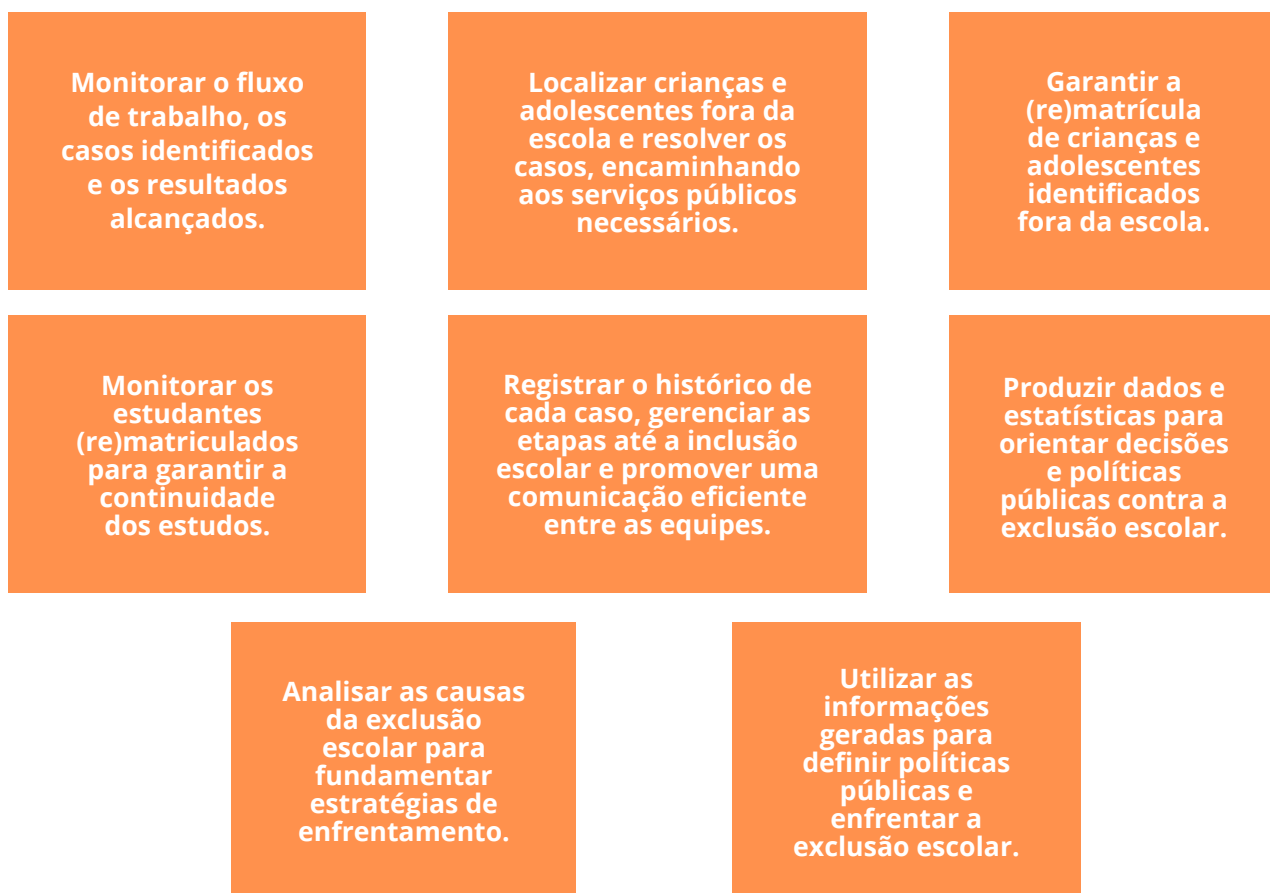 Monitorar o fluxo
de trabalho, os
casos identificados
e os resultados
alcançados.
Localizar crianças e
adolescentes fora da
escola e resolver os
casos, encaminhando
aos serviços públicos
necessários.
Garantir a
(re)matrícula
de crianças e
adolescentes
identificados
fora da escola.
Monitorar os
estudantes
(re)matriculados
para garantir a
continuidade
dos estudos.
Registrar o histórico de
cada caso, gerenciar as
etapas até a inclusão
escolar e promover uma
comunicação eficiente
entre as equipes.
Produzir dados e
estatísticas para
orientar decisões
e políticas
públicas contra a
exclusão escolar.
Analisar as causas
da exclusão
escolar para
fundamentar
estratégias de
enfrentamento.
Utilizar as
informações
geradas para
definir políticas
públicas e
enfrentar a
exclusão escolar.